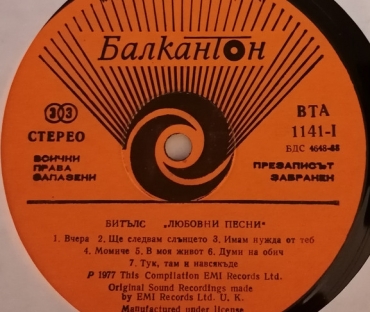 Балкантон
33
СТЕРЕО
ВСИЧКИ
ПРАВА
ЗАПАЗЕНИ
ВТА
1141-I
БДС 4645-88
ПРЕЗАПИСЪТ
ЗАБРАНЕН
БИТЪЛС „ЛЮБОВНИ ПЕСНИ“
1. Вчера 2. Ще следвам слънцето 3. Имам нужда от теб
4. Момиче 5. В моя живот 6. Думи на обич
7. Тук, там и навсякъде
℗ 1977 This Compilation EMI Records Ltd.
Original Sound Recordings made
by EMI Records Ltd. U. K.
Manufactured under license